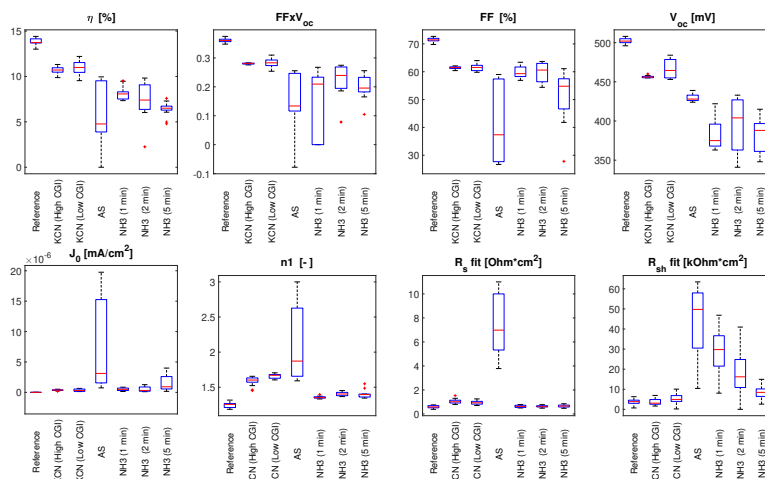 η [%]
15
10
5
0
Reference
KCN (High CGI)
KCN (Low CGI)
AS
NH3 (1 min)
NH3 (2 min)
NH3 (5 min)
FFxV_oc
0.3
0.2
0.1
0
-0.1
Reference
KCN (High CGI)
KCN (Low CGI)
AS
NH3 (1 min)
NH3 (2 min)
NH3 (5 min)
FF [%]
70
60
50
40
30
Reference
KCN (High CGI)
KCN (Low CGI)
AS
NH3 (1 min)
NH3 (2 min)
NH3 (5 min)
V_oc [mV]
500
450
400
350
Reference
KCN (High CGI)
KCN (Low CGI)
AS
NH3 (1 min)
NH3 (2 min)
NH3 (5 min)
J_0 [mA/cm²]
×10^-6
20
15
10
5
0
Reference
KCN (High CGI)
KCN (Low CGI)
AS
NH3 (1 min)
NH3 (2 min)
NH3 (5 min)
n1 [-]
3
2.5
2
1.5
Reference
KCN (High CGI)
KCN (Low CGI)
AS
NH3 (1 min)
NH3 (2 min)
NH3 (5 min)
R_s fit [Ohm*cm²]
10
8
6
4
2
0
Reference
KCN (High CGI)
KCN (Low CGI)
AS
NH3 (1 min)
NH3 (2 min)
NH3 (5 min)
R_sh fit [kOhm*cm²]
60
50
40
30
20
10
0
Reference
KCN (High CGI)
KCN (Low CGI)
AS
NH3 (1 min)
NH3 (2 min)
NH3 (5 min)